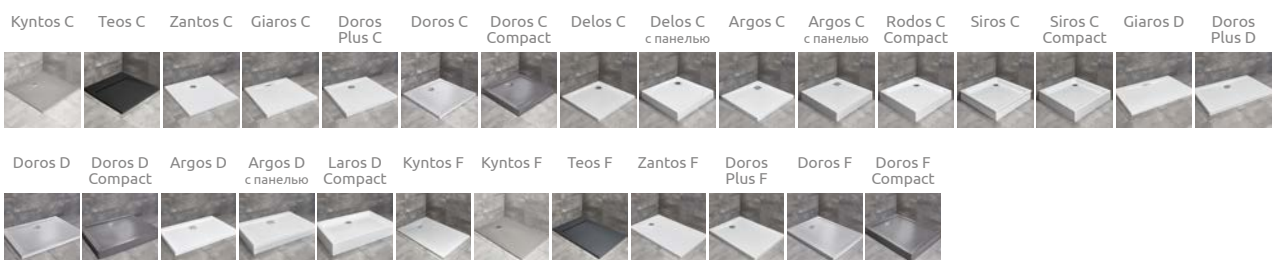 Kyntos C
Teos C
Zantos C
Giaros C
Doros
Plus C
Doros C
Doros C
Compact
Delos C
Delos C
с панелью
Argos C
Argos C
с панелью
Rodos C
Compact
Siros C
Siros C
Compact
Giaros D
Doros
Plus D
Doros D
Doros D
Compact
Argos D
Argos D
с панелью
Laros D
Compact
Kyntos F
Kyntos F
Teos F
Zantos F
Doros
Plus F
Doros F
Doros F
Compact